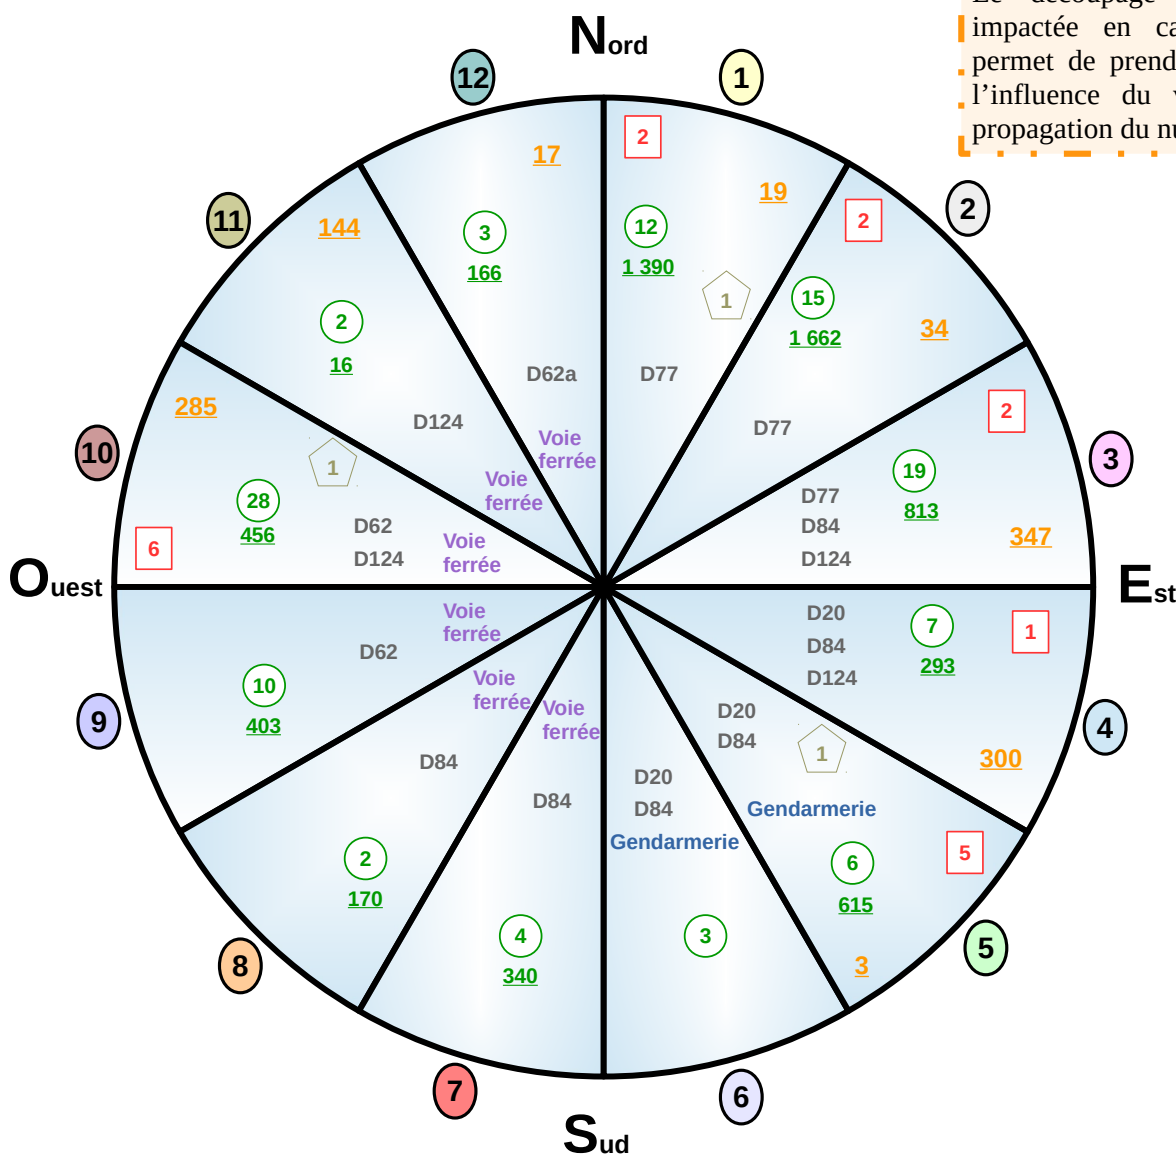 Le découpage
impactée en
permet de
l'influence du
propagation du
Nord
12
1
17
2
19
2
2
11
144
3
166
12
1 390
1
15
1 662
34
2
16
D62a
D77
D124
D77
285
2
10
1
Voie
ferrée
Voie
ferrée
19
813
3
28
456
D62
D124
Voie
ferrée
D77
D84
D124
347
6
Ouest
Est
Voie
ferrée
D62
D20
D84
D124
7
293
1
10
403
Voie
ferrée
Voie
ferrée
D20
D84
9
4
1
300
D84
D84
D20
D84
Gendarmerie
Gendarmerie
2
170
6
615
5
4
340
3
3
8
5
7
6
Sud